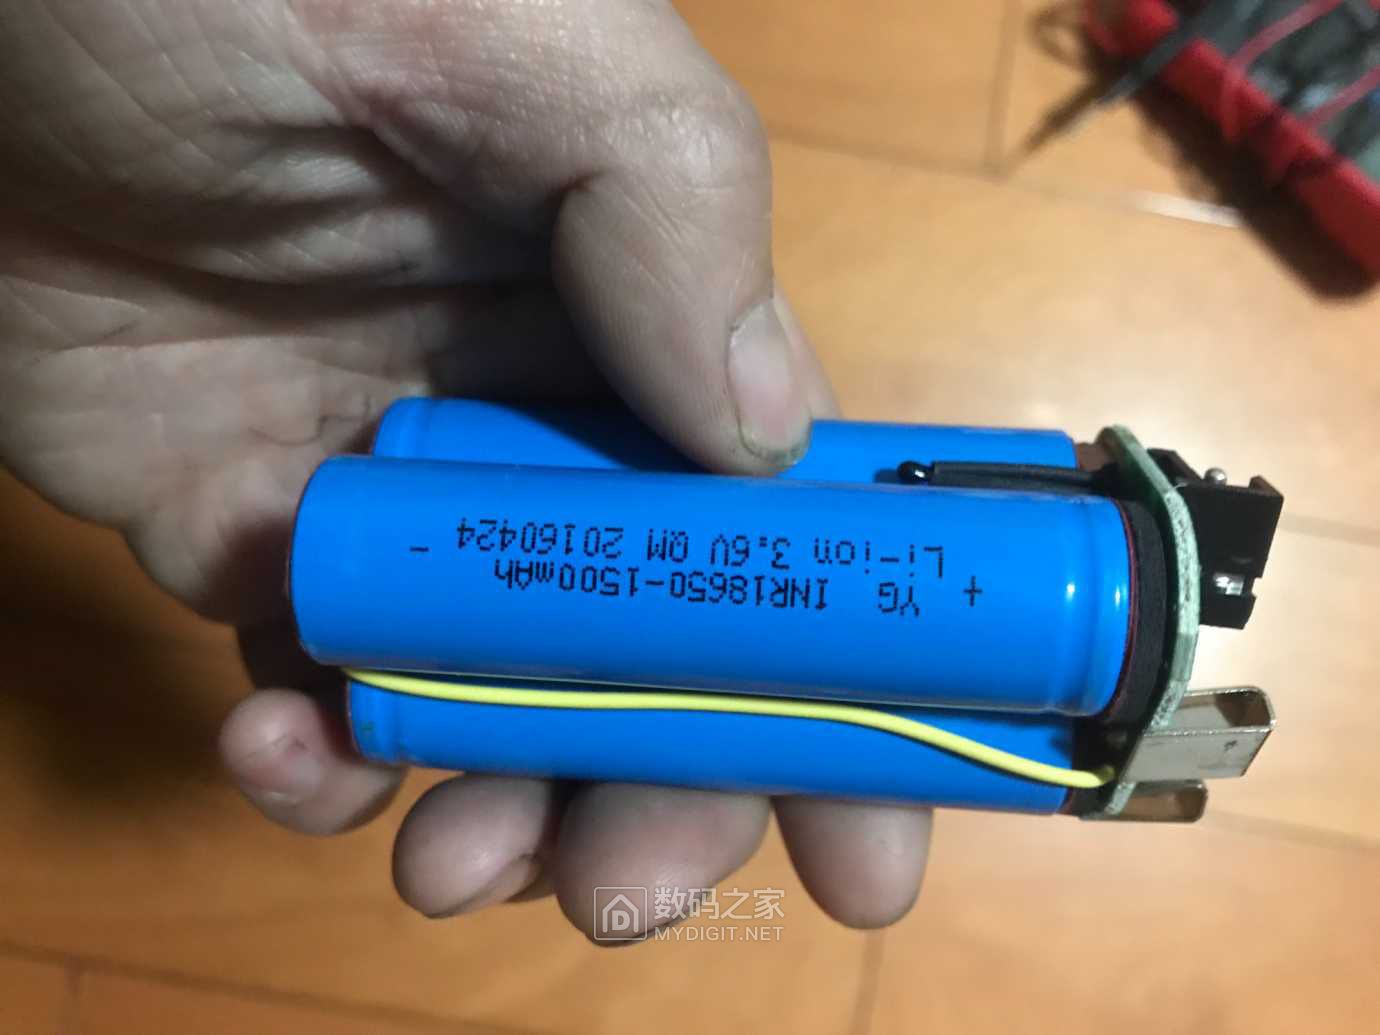 + YG INR18650-1500mAh
Li-ion 3.6V QM 20160424 -
数码之家
MYDIGIT.NET